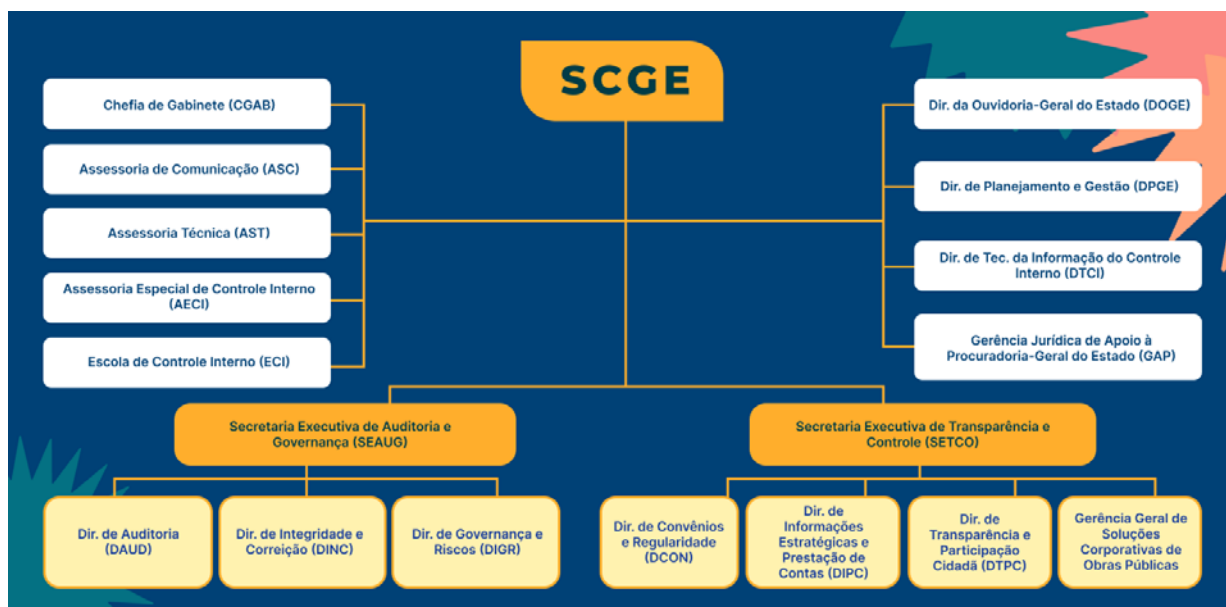 SCGE
Chefia de Gabinete (CGAB)
Assessoria de Comunicação (ASC)
Assessoria Técnica (AST)
Assessoria Especial de Controle Interno
(AECI)
Escola de Controle Interno (ECI)
Dir. da Ouvidoria-Geral do Estado (DOGE)
Dir. de Planejamento e Gestão (DPGE)
Dir. de Tec. da Informação do Controle
Interno (DTCI)
Gerência Jurídica de Apoio à
Procuradoria-Geral do Estado (GAP)
Secretaria Executiva de Auditoria e
Governança (SEAUG)
Secretaria Executiva de Transparência e
Controle (SETCO)
Dir. de Auditoria
(DAUD)
Dir. de Integridade e
Correição (DINC)
Dir. de Governança e
Riscos (DIGR)
Dir. de Convênios
e Regularidade
(DCON)
Dir. de
Informações
Estratégicas e
Prestação de
Contas (DIPC)
Dir. de
Transparência e
Participação
Cidadã (DTPC)
Gerência Geral de
Soluções
Corporativas de
Obras Públicas